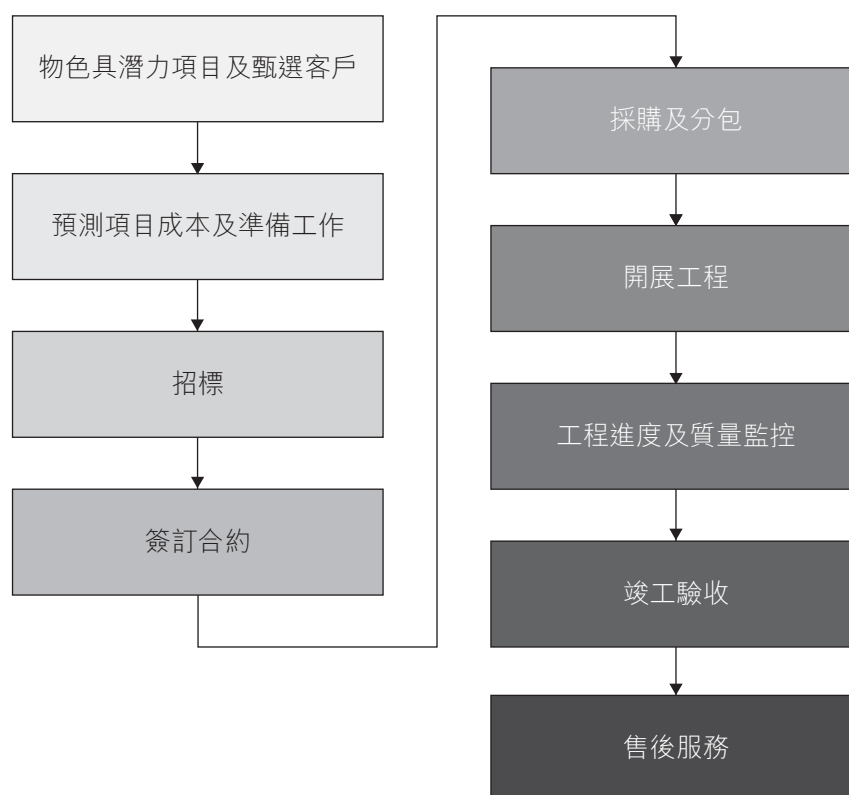 物色具潛力項目及甄選客戶
預測項目成本及準備工作
招標
簽訂合約
採購及分包
開展工程
工程進度及質量監控
竣工驗收
售後服務